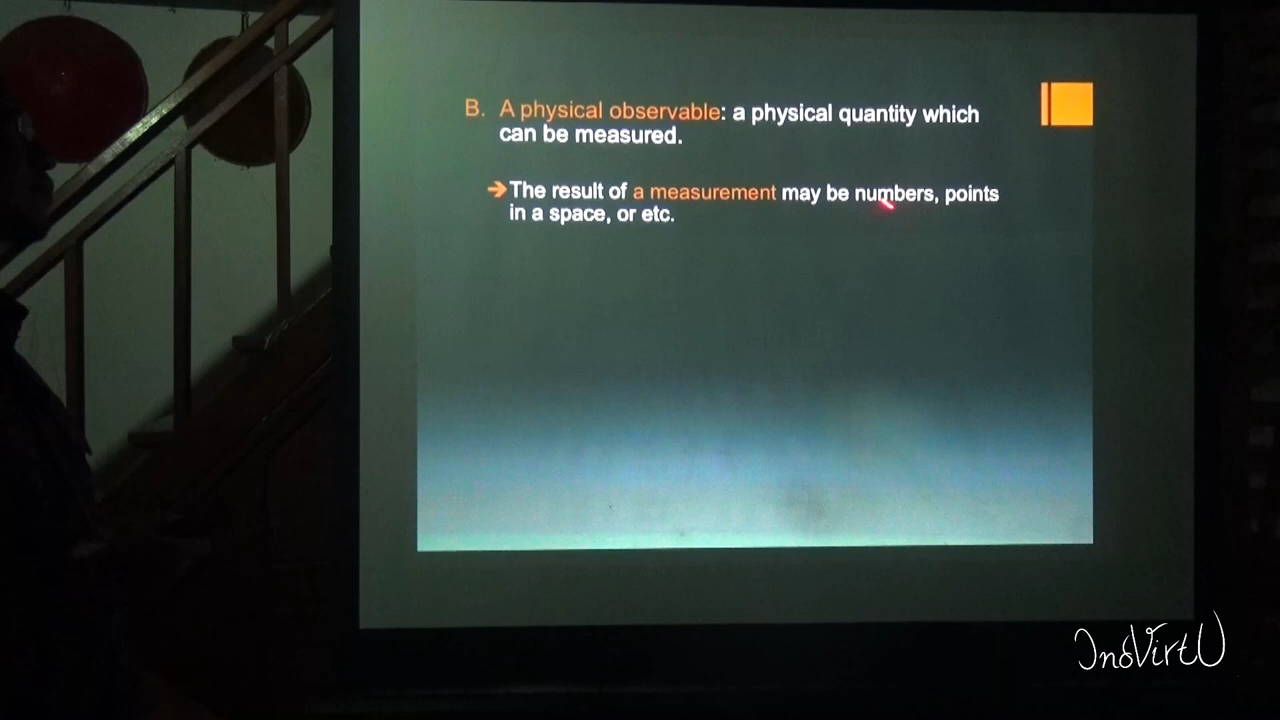 B. A physical observable: a physical quantity which
can be measured.
➔ The result of a measurement may be numbers, points
in a space, or etc.
InoVirtU